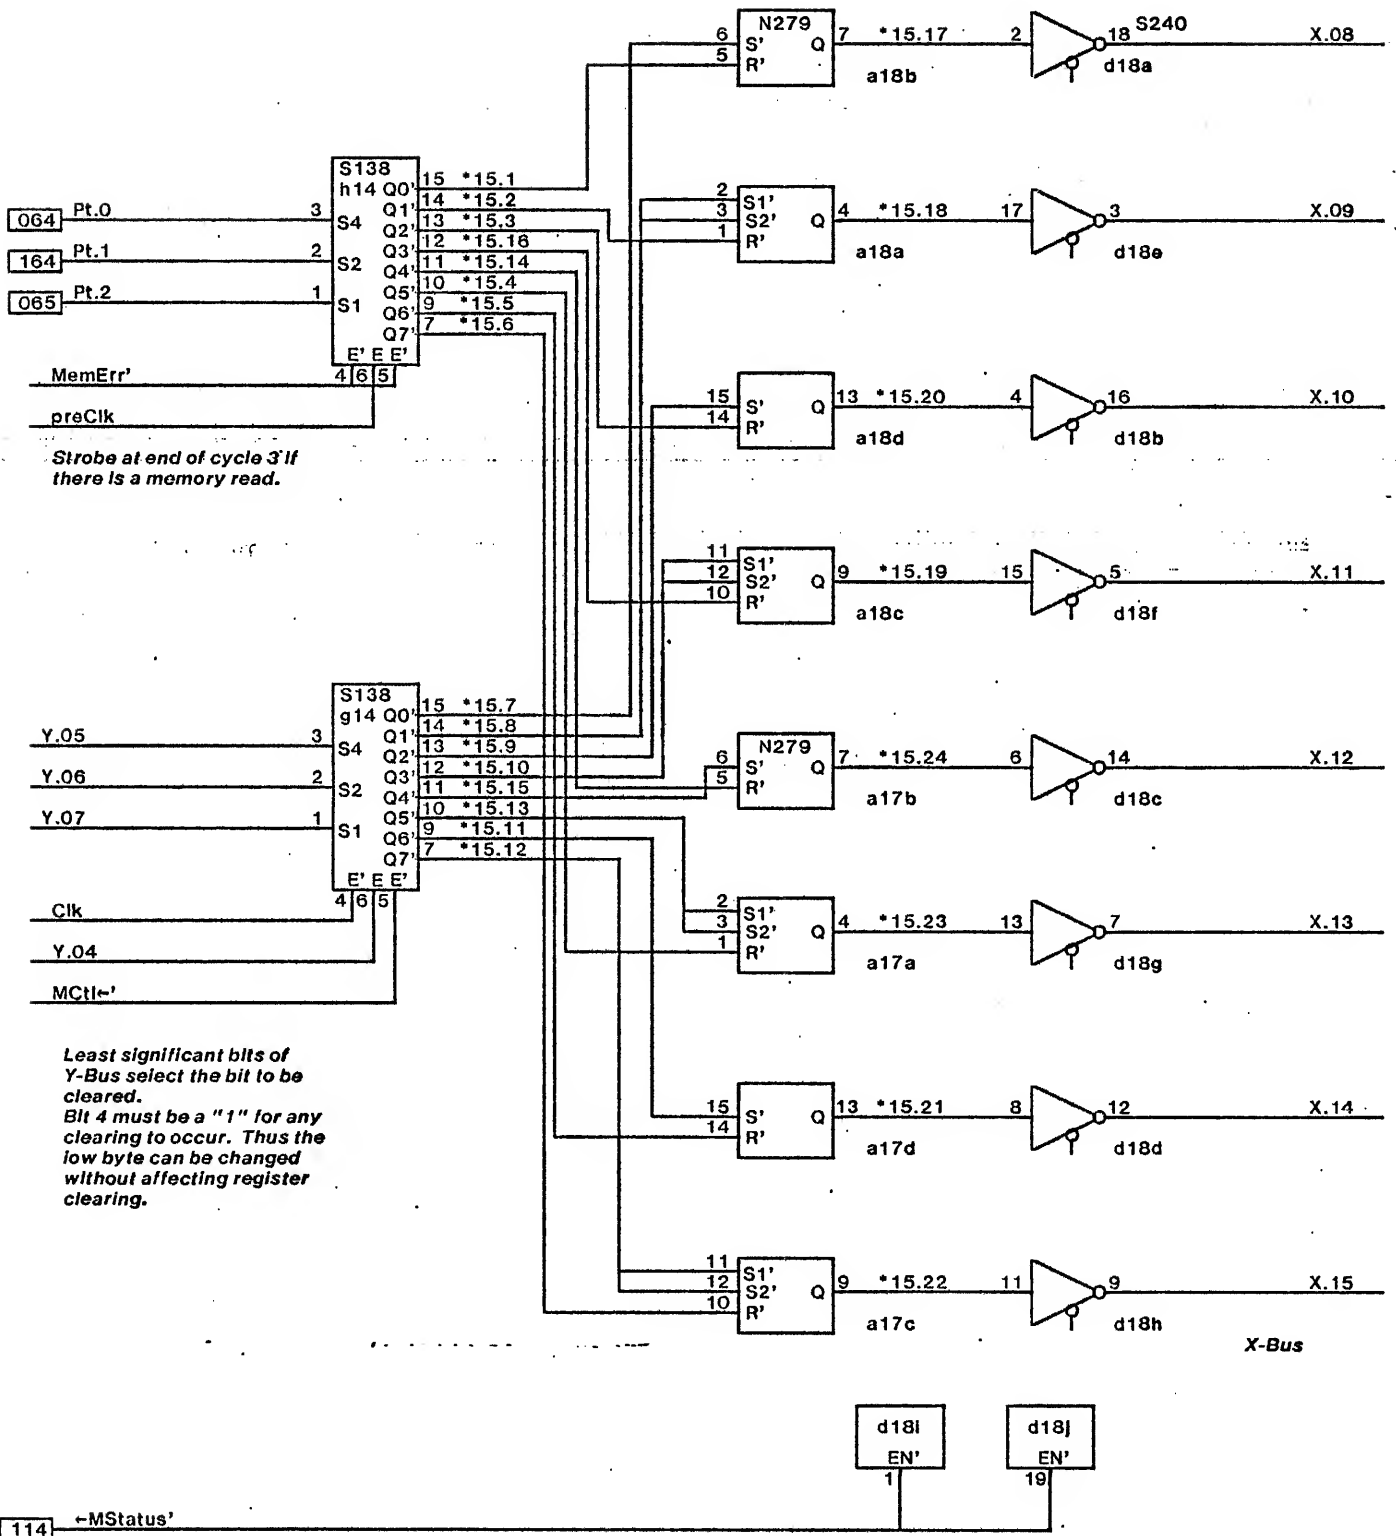 N279
S240
6 S' Q 7 *15.17 2 18 X.08
5 R'
a18b d18a
S138
h14 Q0' 15 *15.1
Q1' 14 *15.2
Q2' 13 *15.3
Q3' 12 *15.16
Q4' 11 *15.14
Q5' 10 *15.4
Q6' 9 *15.5
Q7' 7 *15.6
064 Pt.0 3 S4
164 Pt.1 2 S2
065 Pt.2 1 S1
E' E E'
4 6 5
MemErr'
preClk
Strobe at end of cycle 3 if
there is a memory read.
2 S1'
3 S2' Q 4 *15.18 17 3 X.09
1 R'
a18a d18e
15 S' Q 13 *15.20 4 16 X.10
14 R'
a18d d18b
11 S1'
12 S2' Q 9 *15.19 15 5 X.11
10 R'
a18c d18f
S138
g14 Q0' 15 *15.7
Q1' 14 *15.8
Q2' 13 *15.9
Q3' 12 *15.10
Q4' 11 *15.15
Q5' 10 *15.13
Q6' 9 *15.11
Q7' 7 *15.12
Y.05 3 S4
Y.06 2 S2
Y.07 1 S1
E' E E'
4 6 5
Clk
Y.04
MCtl←'
Least significant bits of
Y-Bus select the bit to be
cleared.
Bit 4 must be a "1" for any
clearing to occur. Thus the
low byte can be changed
without affecting register
clearing.
N279
6 S' Q 7 *15.24 6 14 X.12
5 R'
a17b d18c
2 S1'
3 S2' Q 4 *15.23 13 7 X.13
1 R'
a17a d18g
15 S' Q 13 *15.21 8 12 X.14
14 R'
a17d d18d
11 S1'
12 S2' Q 9 *15.22 11 9 X.15
10 R'
a17c d18h
X-Bus
d18i d18j
EN' EN'
1 19
114 ←MStatus'